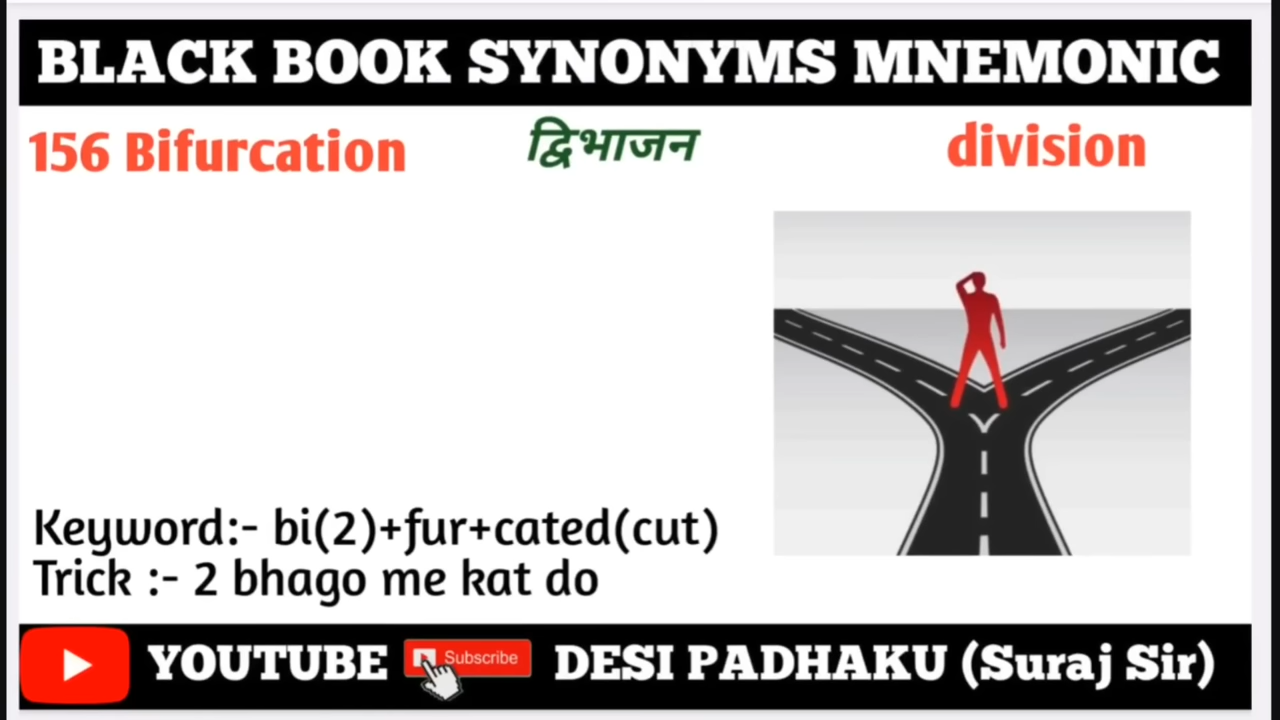 BLACK BOOK SYNONYMS MNEMONIC
156 Bifurcation द्विभाजन division
Keyword:- bi(2)+fur+cated(cut)
Trick :- 2 bhago me kat do
YOUTUBE Subscribe DESI PADHAKU (Suraj Sir)